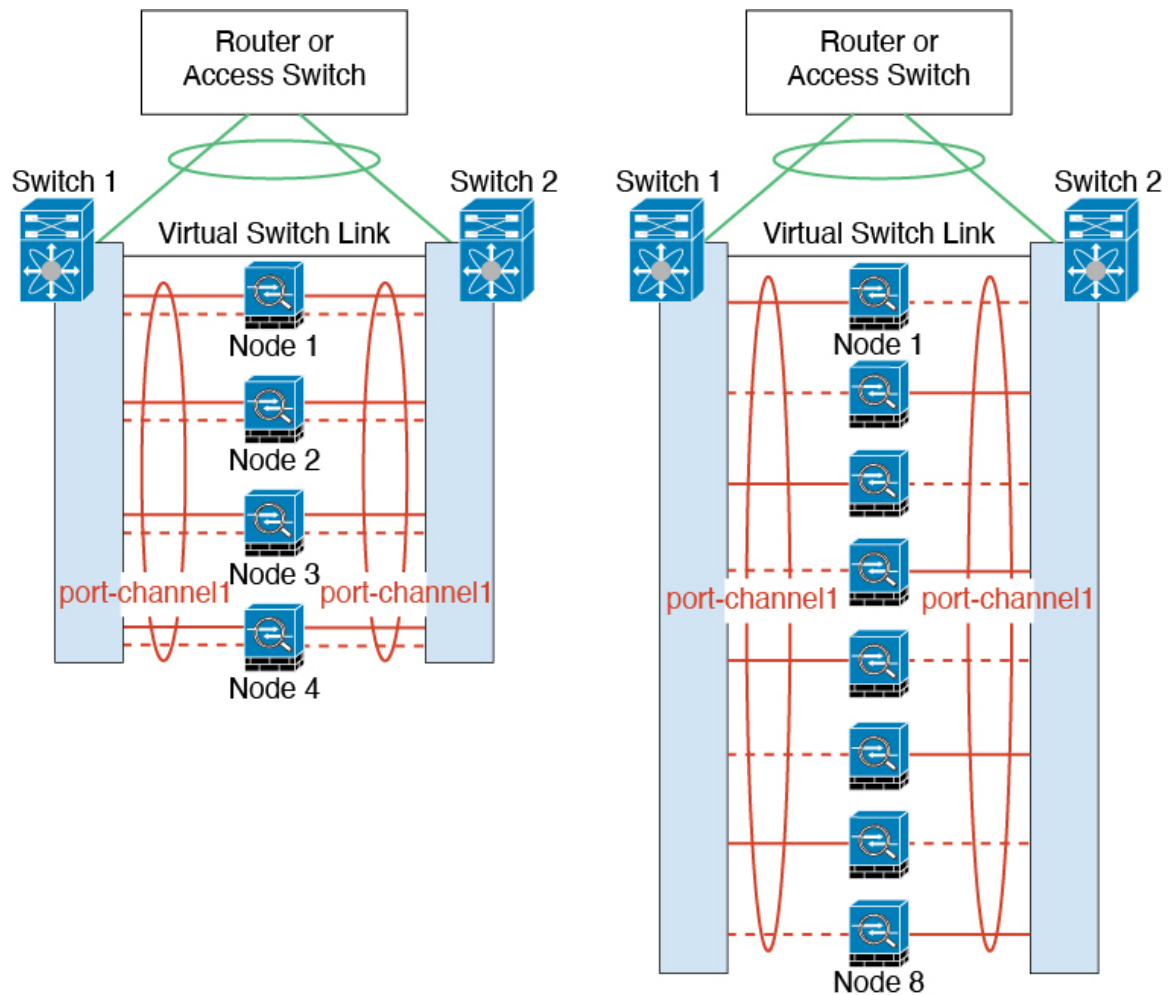 Router or
Access Switch
Switch 1
Switch 2
Virtual Switch Link
Node 1
Node 2
Node 3
port-channel1
port-channel1
Node 4
Router or
Access Switch
Switch 1
Switch 2
Virtual Switch Link
Node 1
port-channel1
port-channel1
Node 8